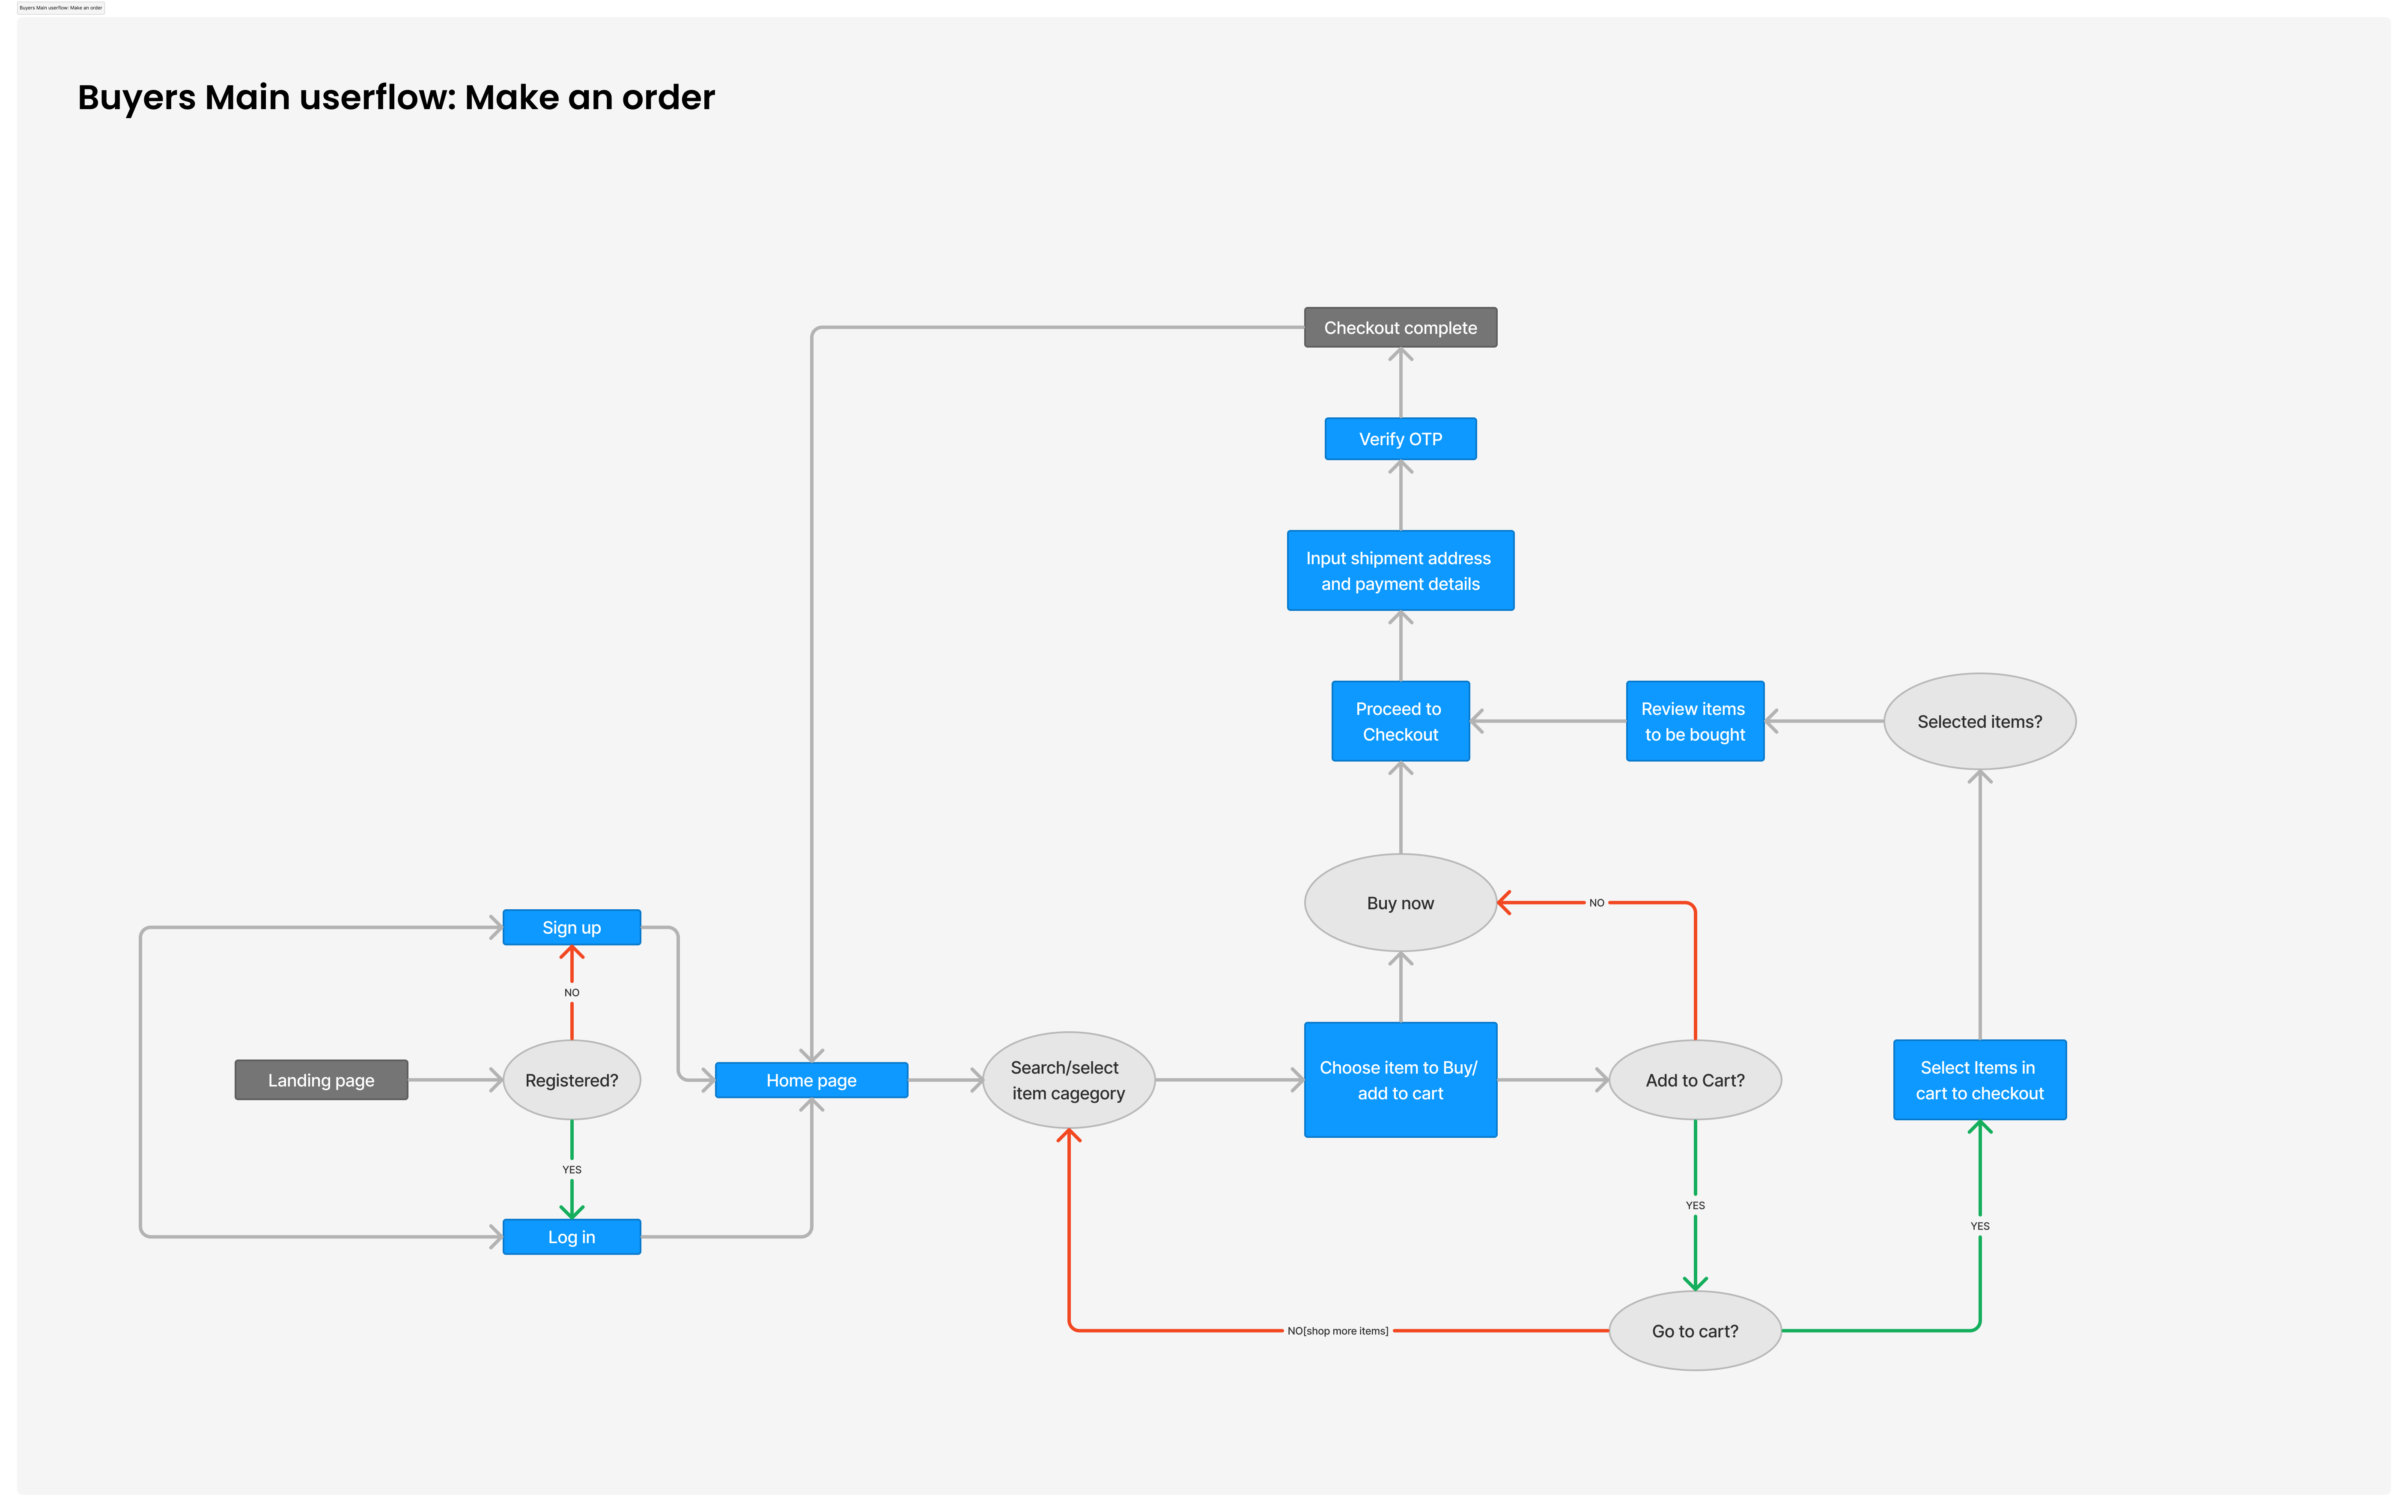 Buyers Main userflow: Make an order
Buyers Main userflow: Make an order
Checkout complete
Verify OTP
Input shipment address
and payment details
Proceed to
Checkout
Review items
to be bought
Selected items?
Buy now
NO
Sign up
NO
Landing page
Registered?
Home page
Search/select
item cagegory
Choose item to Buy/
add to cart
Add to Cart?
Select Items in
cart to checkout
YES
YES
YES
Log in
NO[shop more items]
Go to cart?